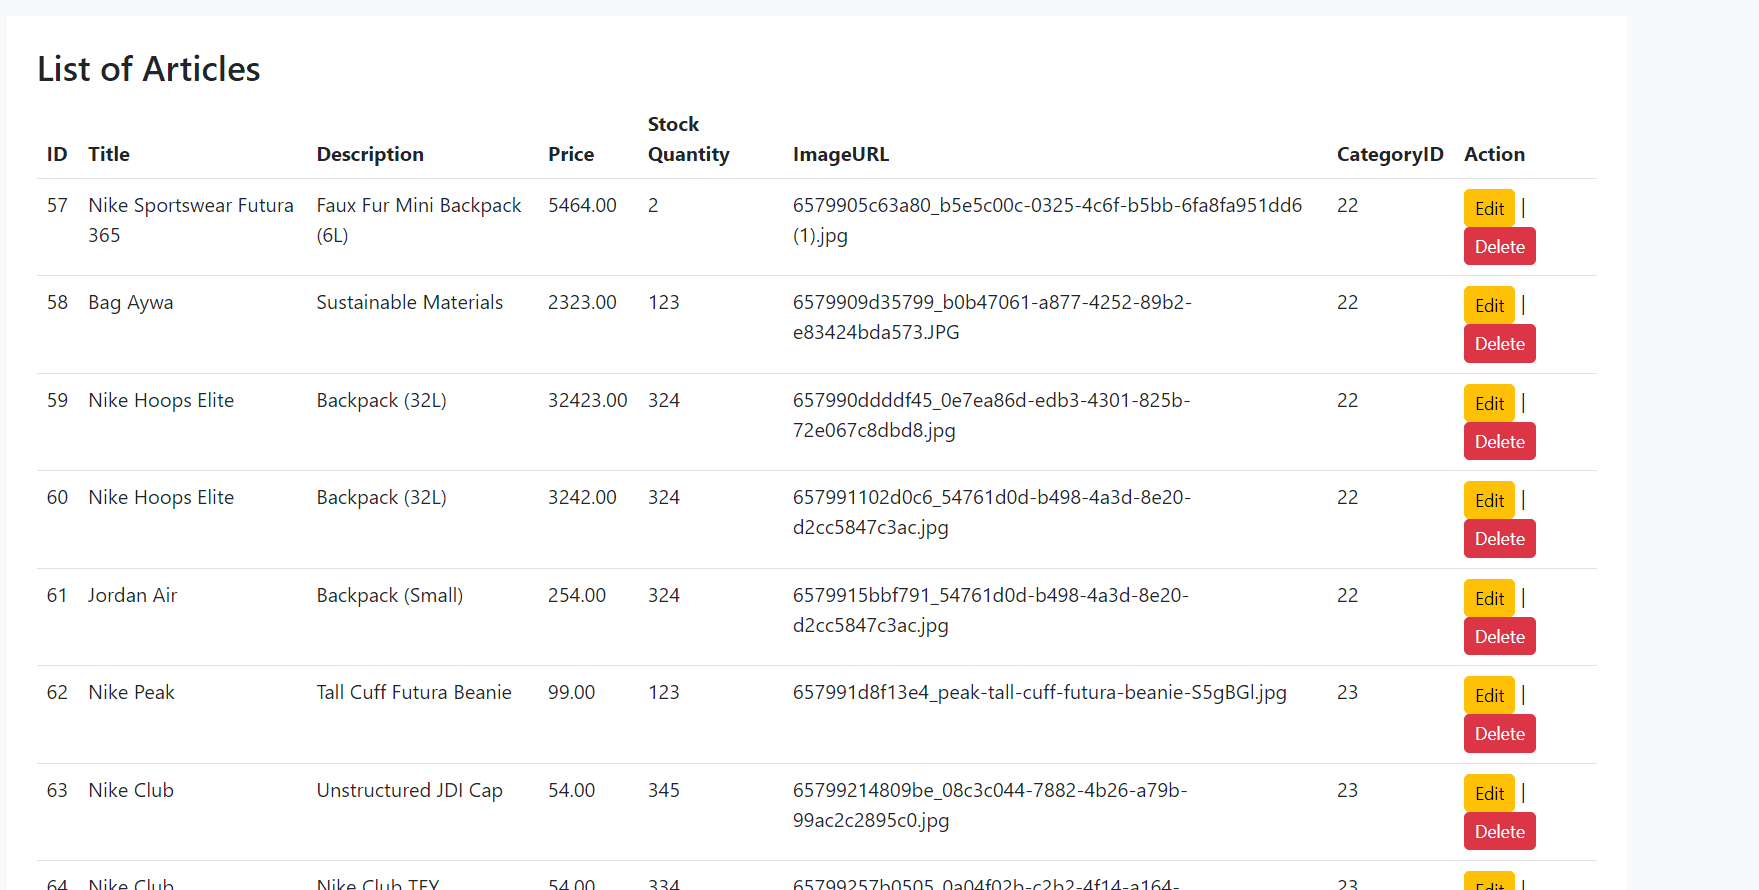 List of Articles
ID Title Description Price Stock Quantity ImageURL CategoryID Action
57 Nike Sportswear Futura 365 Faux Fur Mini Backpack (6L) 5464.00 2 6579905c63a80_b5e5c00c-0325-4c6f-b5bb-6fa8fa951dd6 (1).jpg 22 Edit | Delete
58 Bag Aywa Sustainable Materials 2323.00 123 6579909d35799_b0b47061-a877-4252-89b2-e83424bda573.JPG 22 Edit | Delete
59 Nike Hoops Elite Backpack (32L) 32423.00 324 657990ddddf45_0e7ea86d-edb3-4301-825b-72e067c8dbd8.jpg 22 Edit | Delete
60 Nike Hoops Elite Backpack (32L) 3242.00 324 657991102d0c6_54761d0d-b498-4a3d-8e20-d2cc5847c3ac.jpg 22 Edit | Delete
61 Jordan Air Backpack (Small) 254.00 324 6579915bbf791_54761d0d-b498-4a3d-8e20-d2cc5847c3ac.jpg 22 Edit | Delete
62 Nike Peak Tall Cuff Futura Beanie 99.00 123 657991d8f13e4_peak-tall-cuff-futura-beanie-S5gBGl.jpg 23 Edit | Delete
63 Nike Club Unstructured JDI Cap 54.00 345 65799214809be_08c3c044-7882-4b26-a79b-99ac2c2895c0.jpg 23 Edit | Delete
64 Nike Club Nike Club 54.00 334 65799257b0505_0a04f02b-c2b2-4f14-a164- 23 Edit |